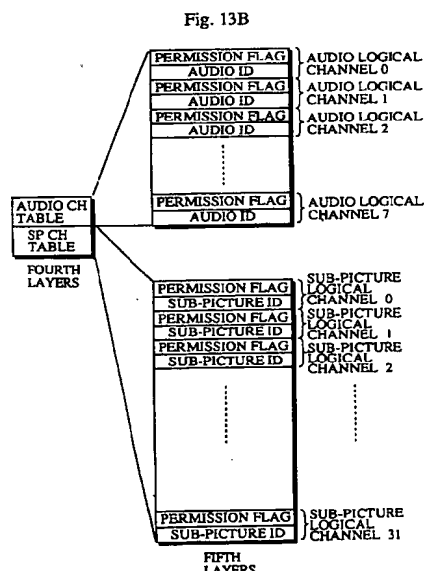 Fig. 13B
PERMISSION FLAG
AUDIO ID
AUDIO LOGICAL
CHANNEL 0
PERMISSION FLAG
AUDIO ID
AUDIO LOGICAL
CHANNEL 1
PERMISSION FLAG
AUDIO ID
AUDIO LOGICAL
CHANNEL 2
PERMISSION FLAG
AUDIO ID
AUDIO LOGICAL
CHANNEL 7
AUDIO CH
TABLE
SP CH
TABLE
FOURTH
LAYERS
PERMISSION FLAG
SUB-PICTURE ID
SUB-PICTURE
LOGICAL
CHANNEL 0
PERMISSION FLAG
SUB-PICTURE ID
SUB-PICTURE
LOGICAL
CHANNEL 1
PERMISSION FLAG
SUB-PICTURE ID
SUB-PICTURE
LOGICAL
CHANNEL 2
PERMISSION FLAG
SUB-PICTURE ID
SUB-PICTURE
LOGICAL
CHANNEL 31
FIFTH
LAYERS